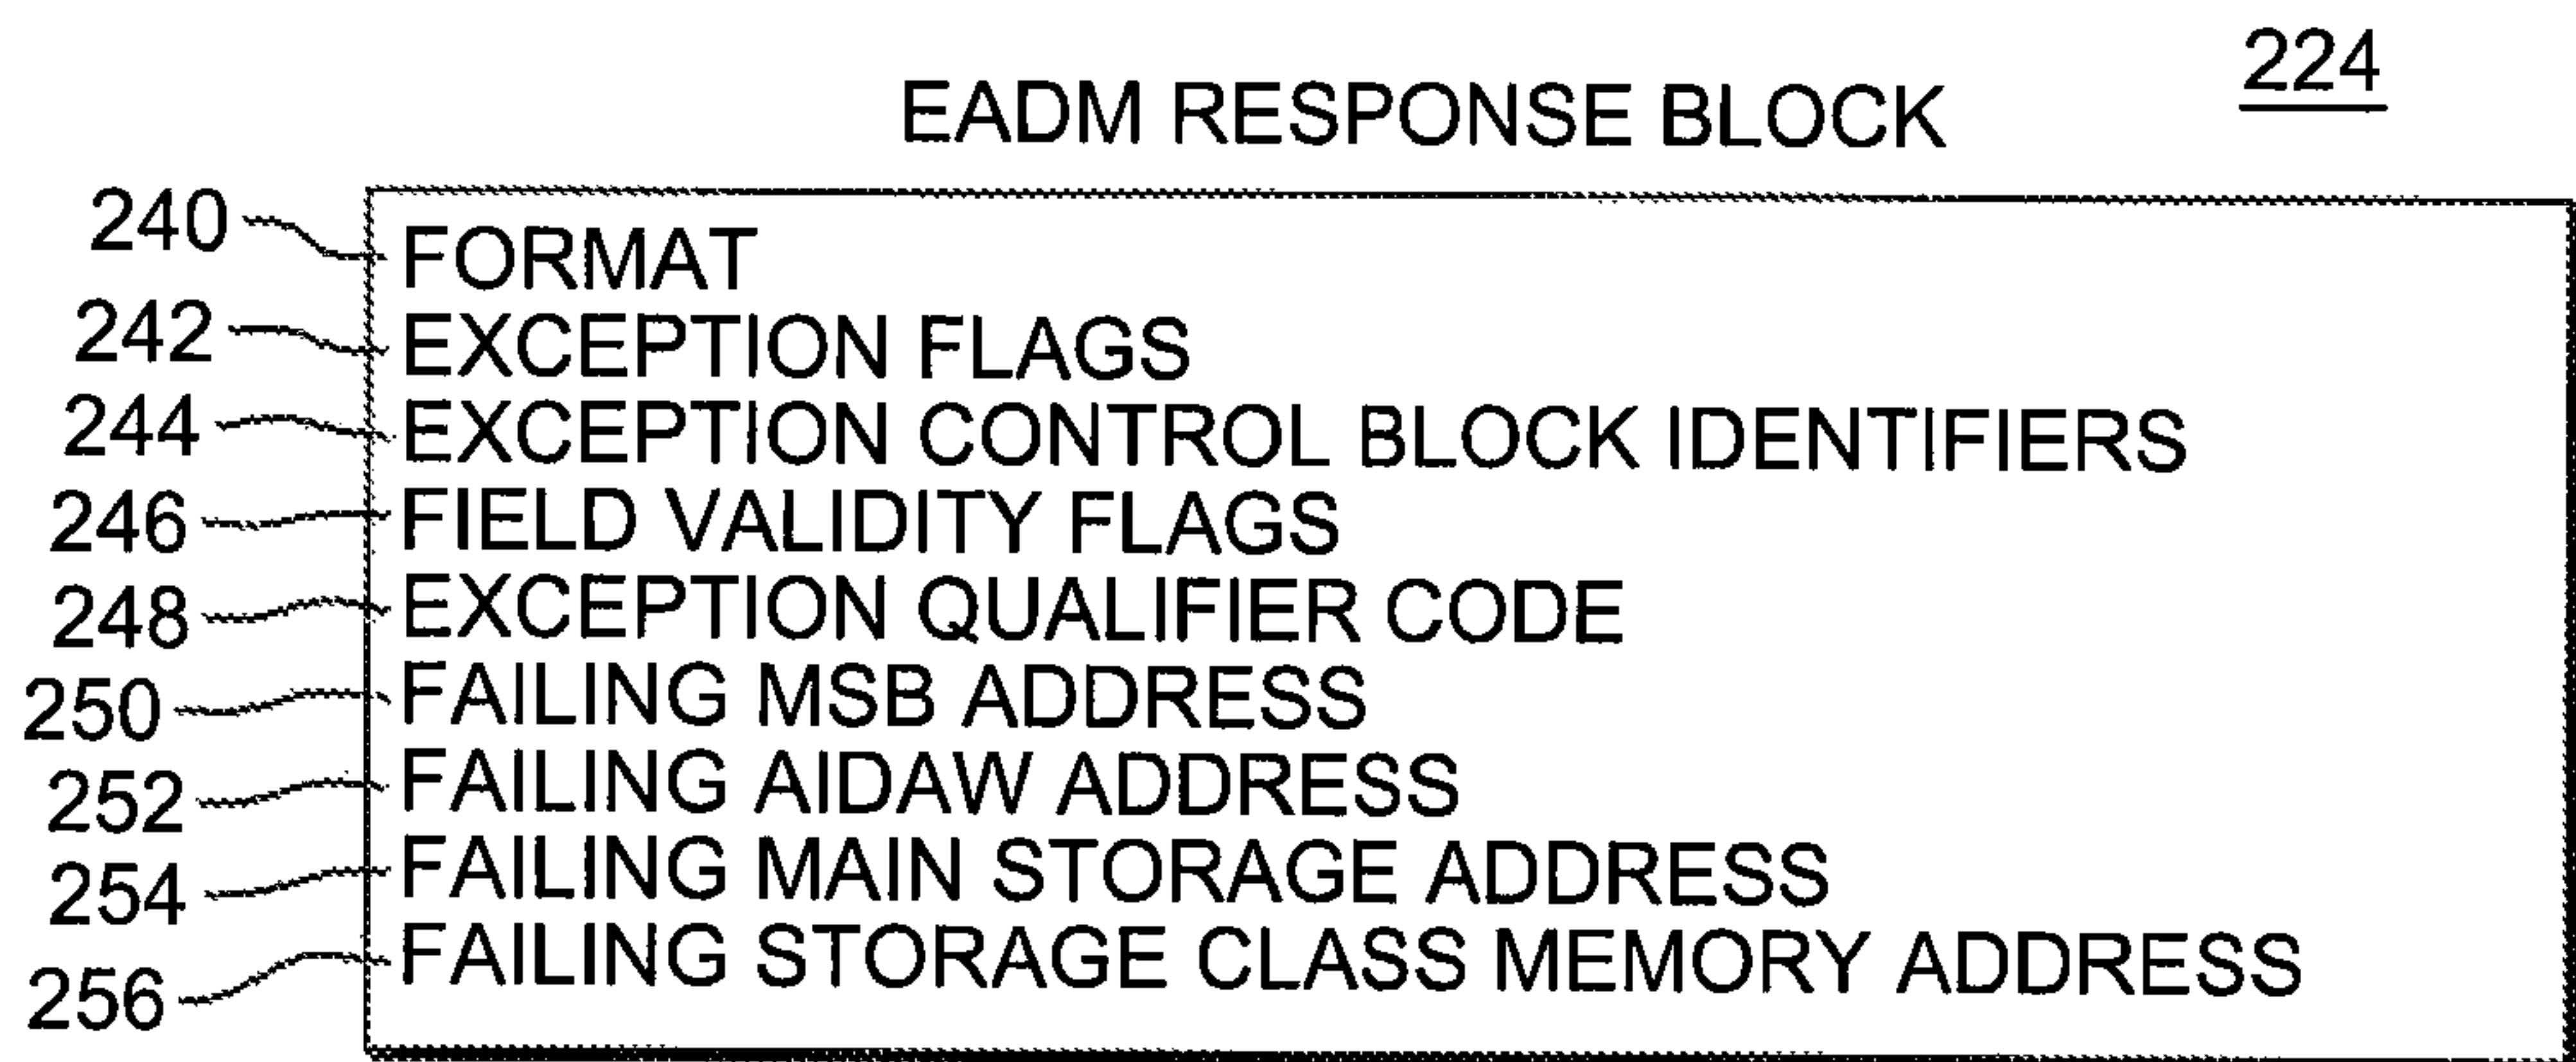 224
EADM RESPONSE BLOCK
240 FORMAT
242 EXCEPTION FLAGS
244 EXCEPTION CONTROL BLOCK IDENTIFIERS
246 FIELD VALIDITY FLAGS
248 EXCEPTION QUALIFIER CODE
250 FAILING MSB ADDRESS
252 FAILING AIDAW ADDRESS
254 FAILING MAIN STORAGE ADDRESS
256 FAILING STORAGE CLASS MEMORY ADDRESS